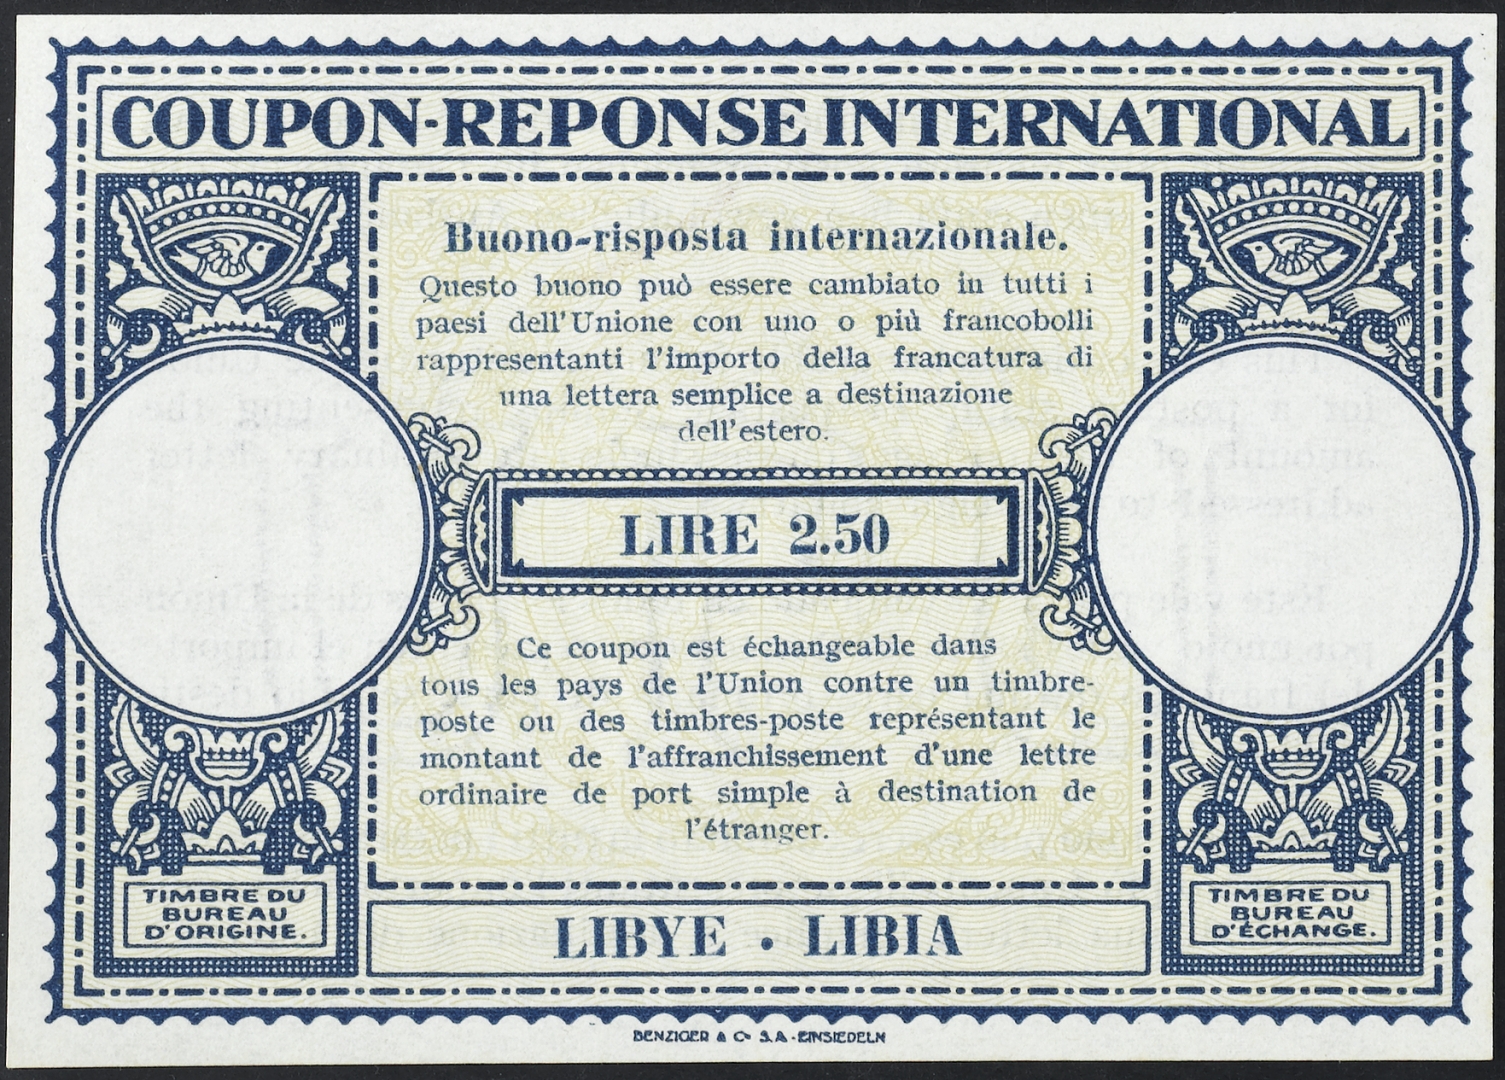 COUPON-REPONSE INTERNATIONAL
Buono-risposta internazionale.
Questo buono può essere cambiato in tutti i
paesi dell'Unione con uno o più francobolli
rappresentanti l'importo della francatura di
una lettera semplice a destinazione
dell'estero.
LIRE 2.50
Ce coupon est échangeable dans
tous les pays de l'Union contre un timbre-
poste ou des timbres-poste représentant le
montant de l'affranchissement d'une lettre
ordinaire de port simple à destination de
l'étranger.
TIMBRE DU
BUREAU
D'ORIGINE.
LIBYE . LIBIA
TIMBRE DU
BUREAU
D'ÉCHANGE.
BENZIGER & Co S.A - EINSIEDELN